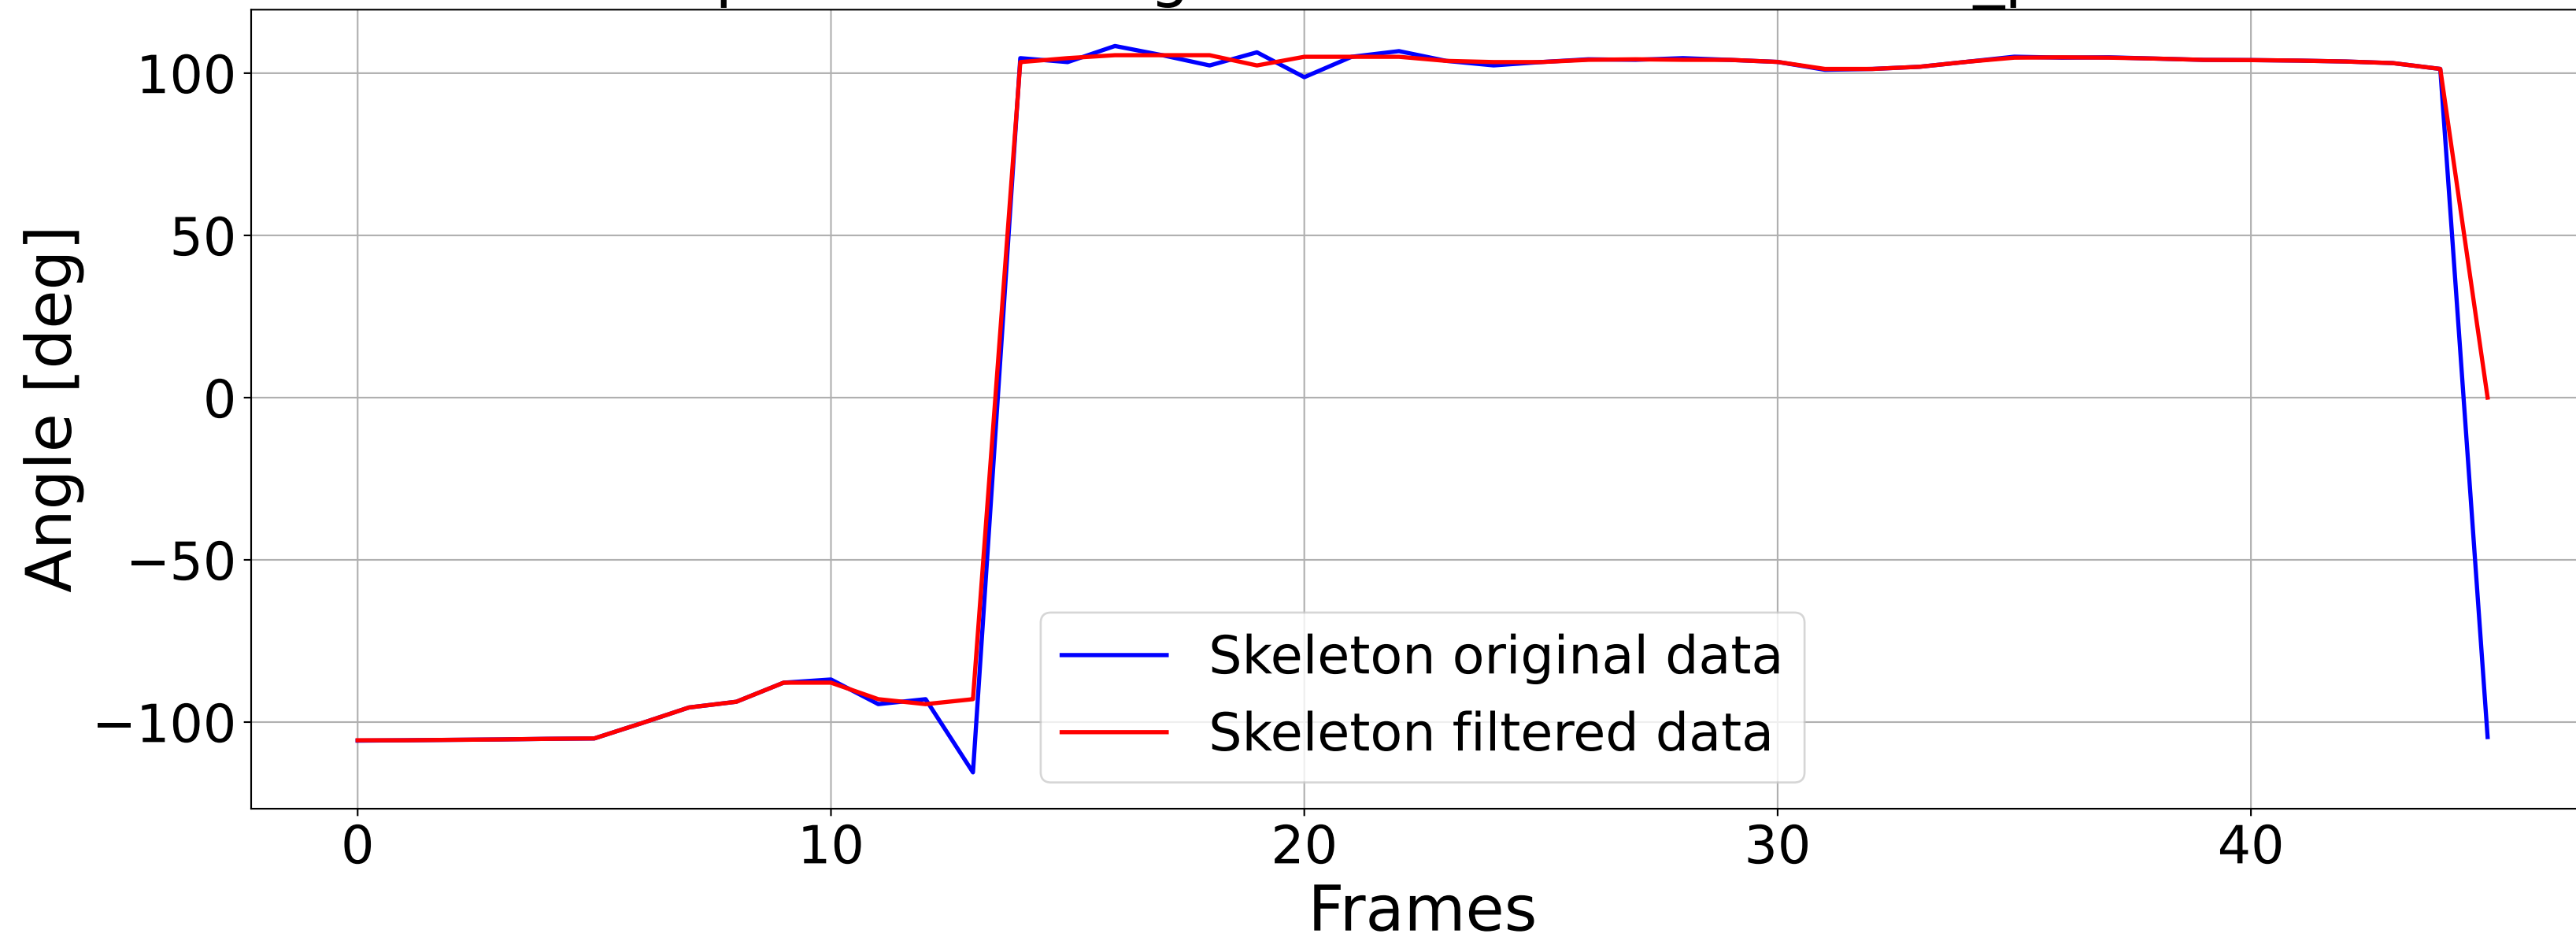 100
50
0
−50
−100
Angle [deg]
Skeleton original data
Skeleton filtered data
0 10 20 30 40
Frames